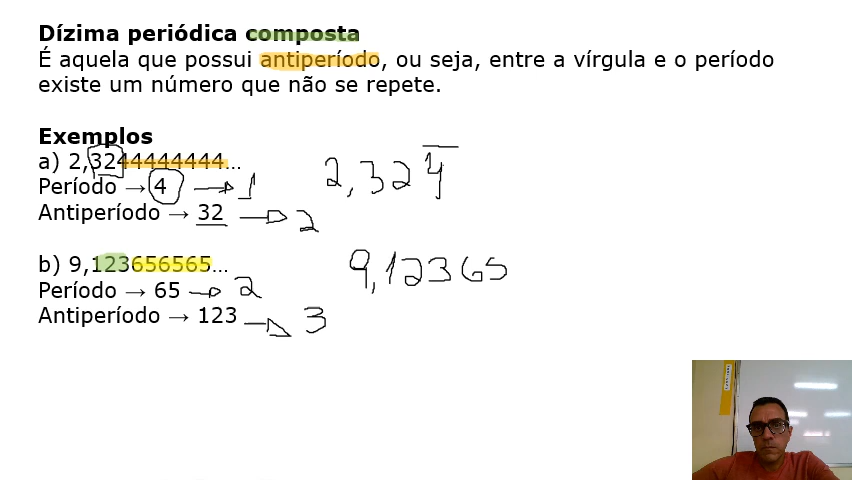 Dízima periódica composta
É aquela que possui antiperíodo, ou seja, entre a vírgula e o período
existe um número que não se repete.
Exemplos
a) 2,3244444444... 2,324
Período → 4 → 1
Antiperíodo → 32 → 2
b) 9,123656565... 9,12365
Período → 65 → 2
Antiperíodo → 123 → 3